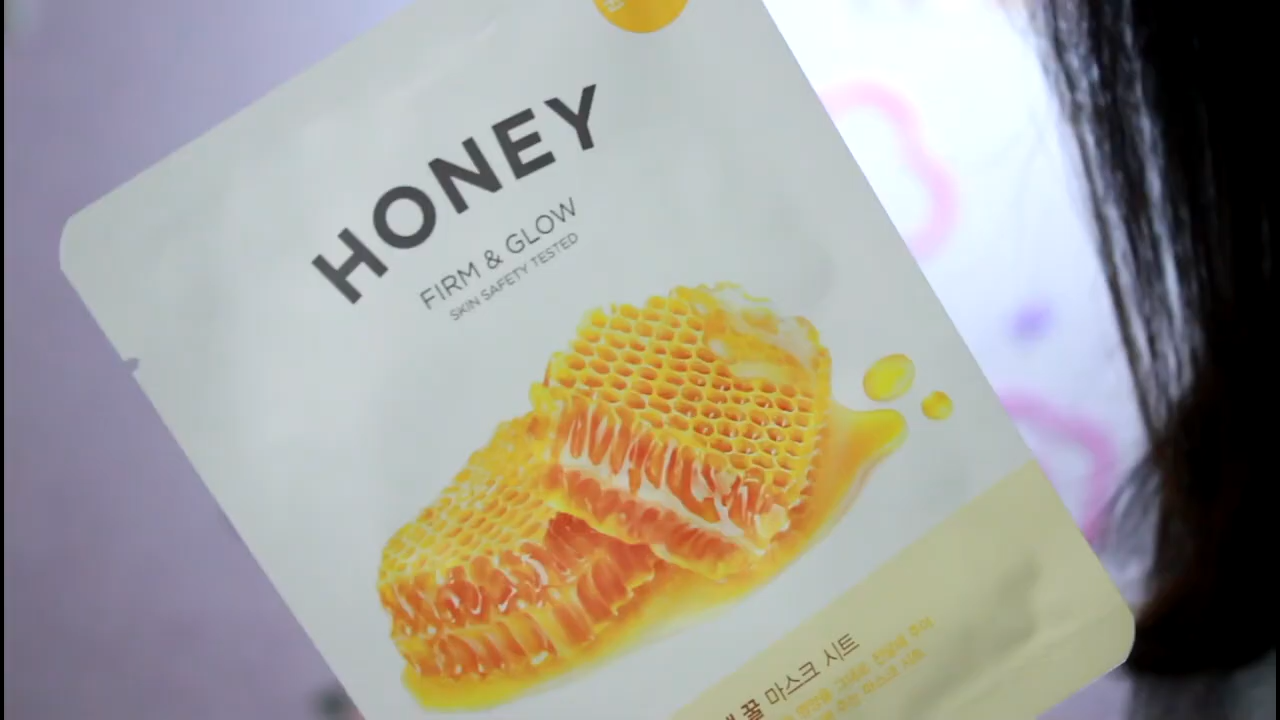 HONEY
FIRM & GLOW
SKIN SAFETY TESTED
꿀 마스크 시트